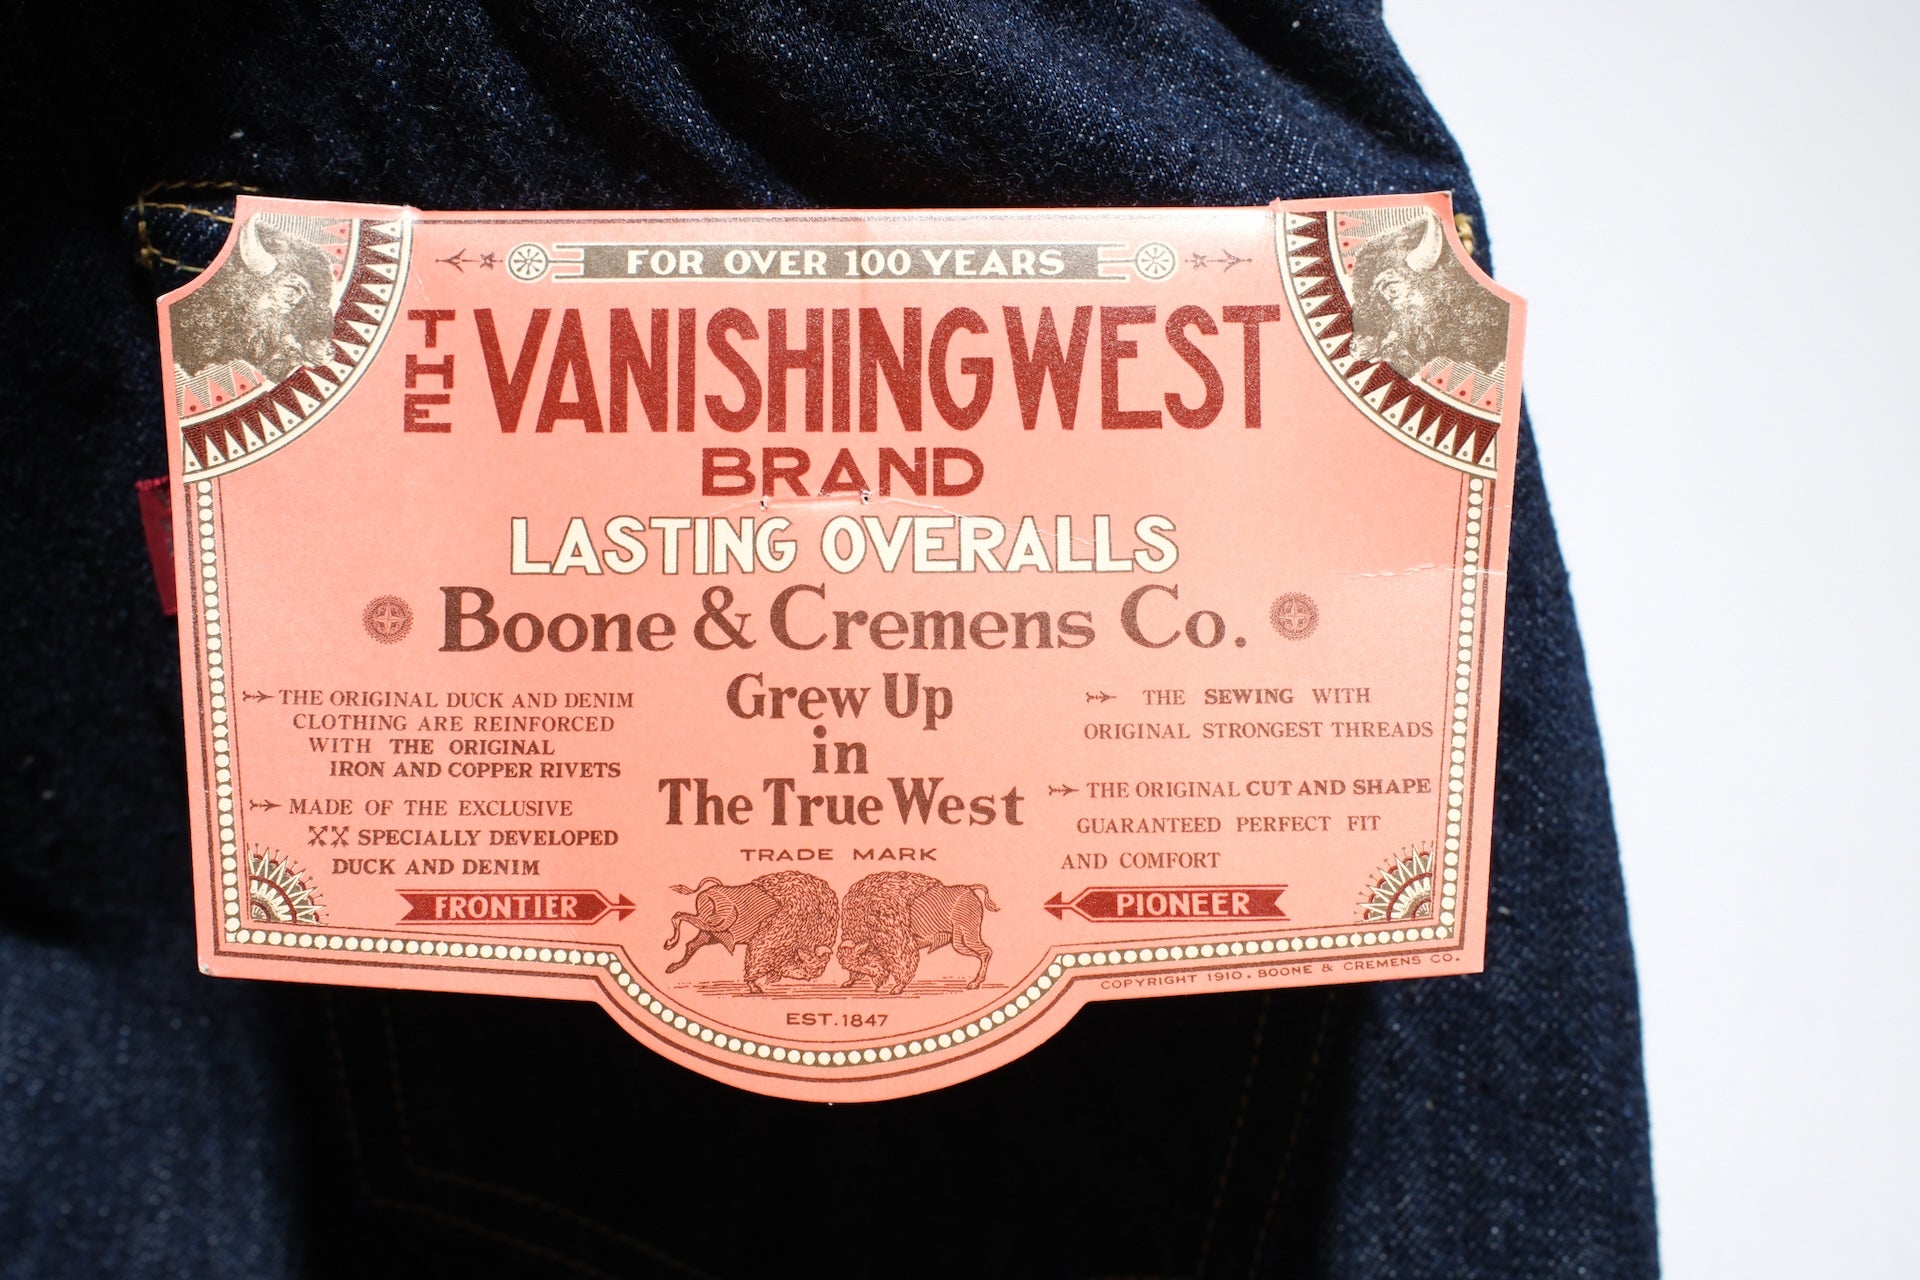 FOR OVER 100 YEARS
THE VANISHING WEST
BRAND
LASTING OVERALLS
Boone & Cremens Co.
Grew Up
in
The True West
TRADE MARK
THE ORIGINAL DUCK AND DENIM
CLOTHING ARE REINFORCED
WITH THE ORIGINAL
IRON AND COPPER RIVETS
MADE OF THE EXCLUSIVE
XX SPECIALLY DEVELOPED
DUCK AND DENIM
FRONTIER
THE SEWING WITH
ORIGINAL STRONGEST THREADS
THE ORIGINAL CUT AND SHAPE
GUARANTEED PERFECT FIT
AND COMFORT
PIONEER
COPYRIGHT 1910. BOONE & CREMENS CO.
EST. 1847